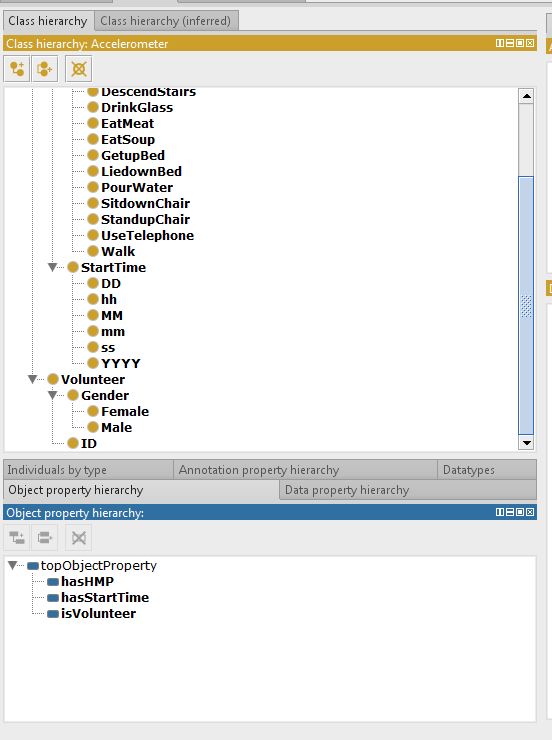 Class hierarchy Class hierarchy (inferred)
Class hierarchy: Accelerometer
DescendStairs
DrinkGlass
EatMeat
EatSoup
GetupBed
LiedownBed
PourWater
SitdownChair
StandupChair
UseTelephone
Walk
StartTime
DD
hh
MM
mm
ss
YYYY
Volunteer
Gender
Female
Male
ID
Individuals by type Annotation property hierarchy Datatypes
Object property hierarchy Data property hierarchy
Object property hierarchy:
topObjectProperty
hasHMP
hasStartTime
isVolunteer